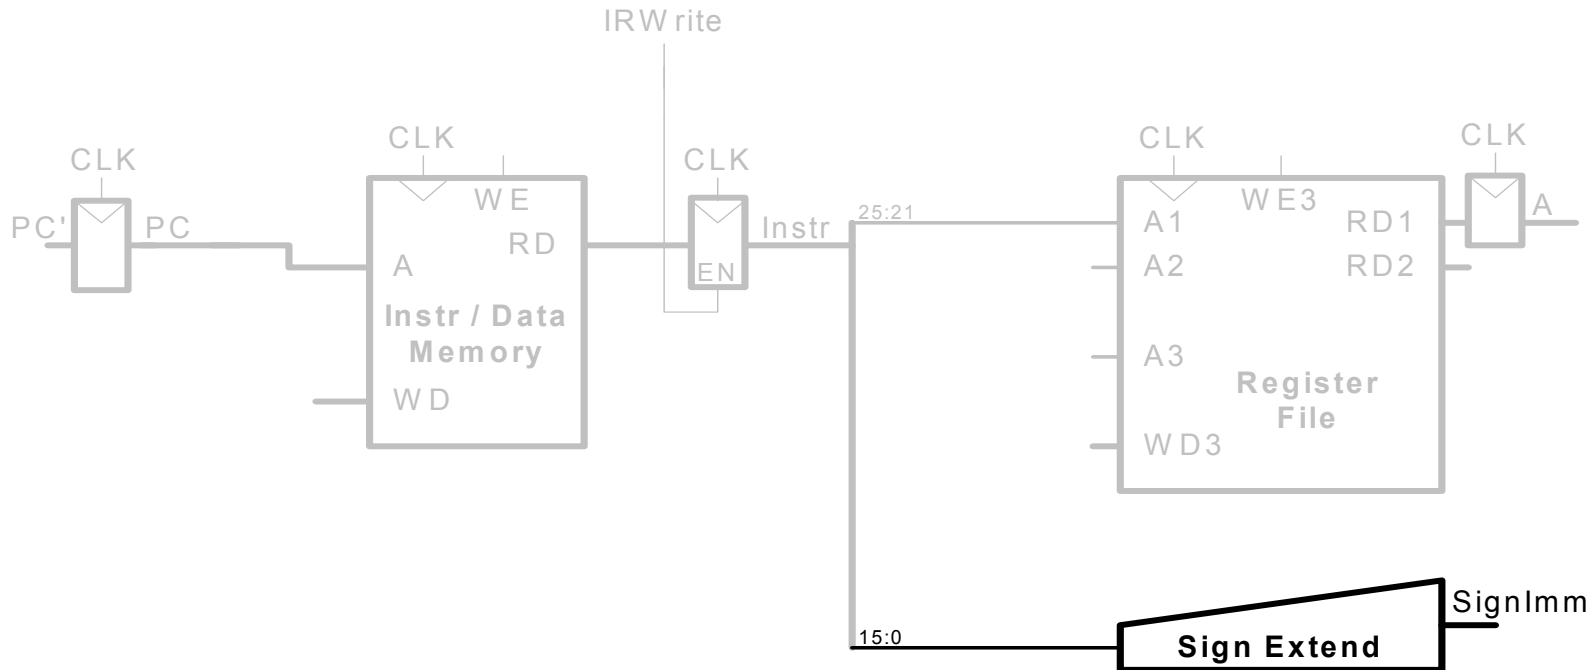 IRWrite
CLK
CLK
CLK
CLK
CLK
PC'
PC
WE
RD
A
Instr / Data
Memory
WD
EN
Instr
25:21
WE3
A1
RD1
A
A2
RD2
A3
Register
File
WD3
SignImm
15:0
Sign Extend